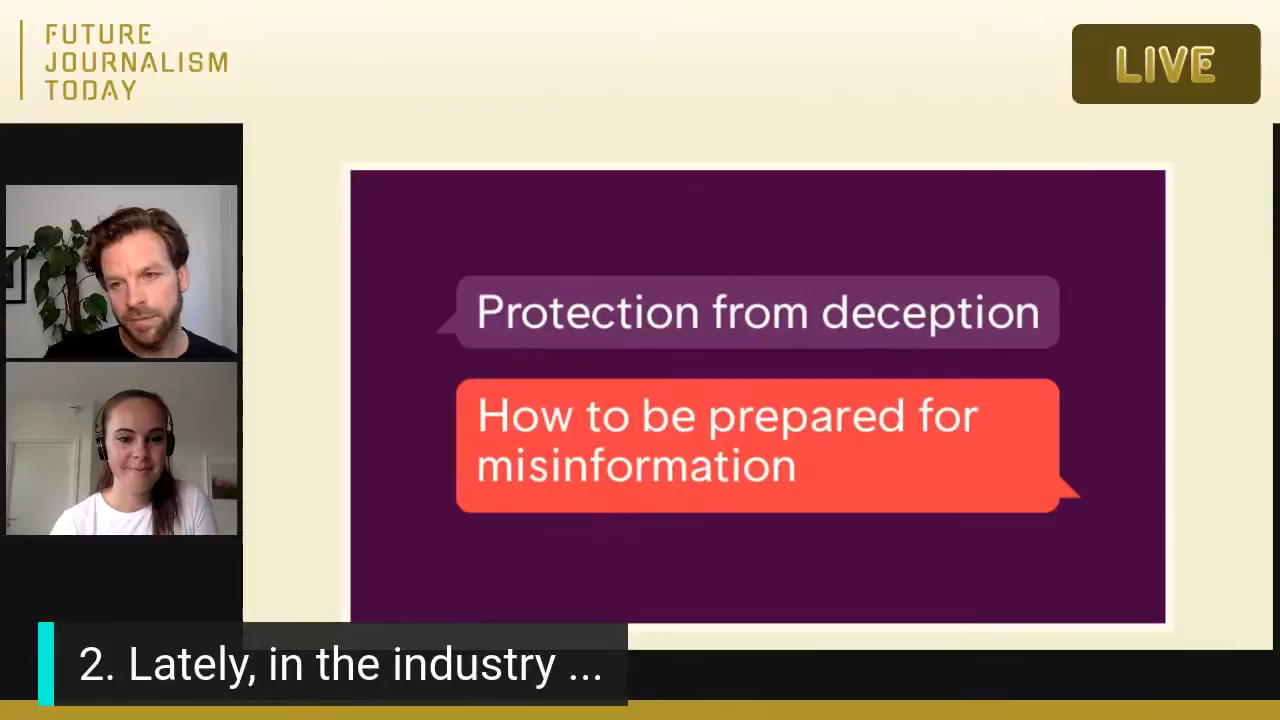 FUTURE
JOURNALISM
TODAY
LIVE
Protection from deception
How to be prepared for
misinformation
2. Lately, in the industry ...